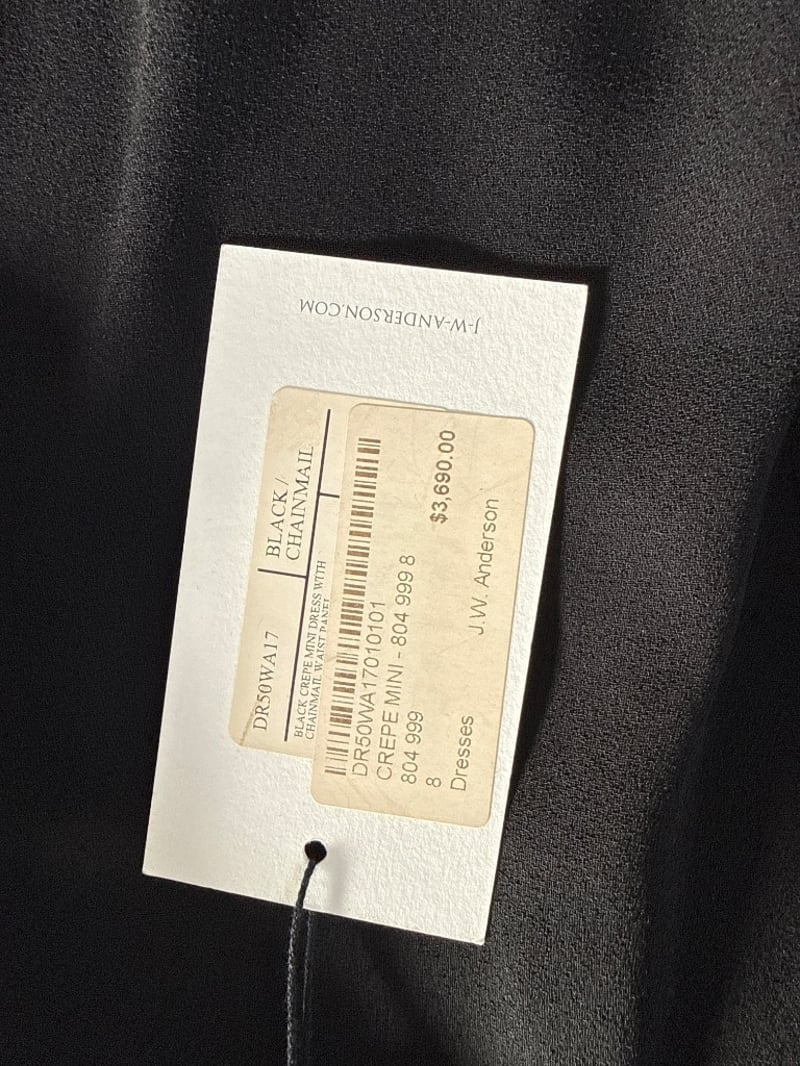 J-W-ANDERSON.COM
DR50WA17
BLACK /
CHAINMAIL
BLACK CREPE MINI DRESS WITH
CHAINMAIL WAIST PANEL
DR50WA17010101
CREPE MINI - 804 999 8
804 999
8
$3,690.00
Dresses
J.W. Anderson